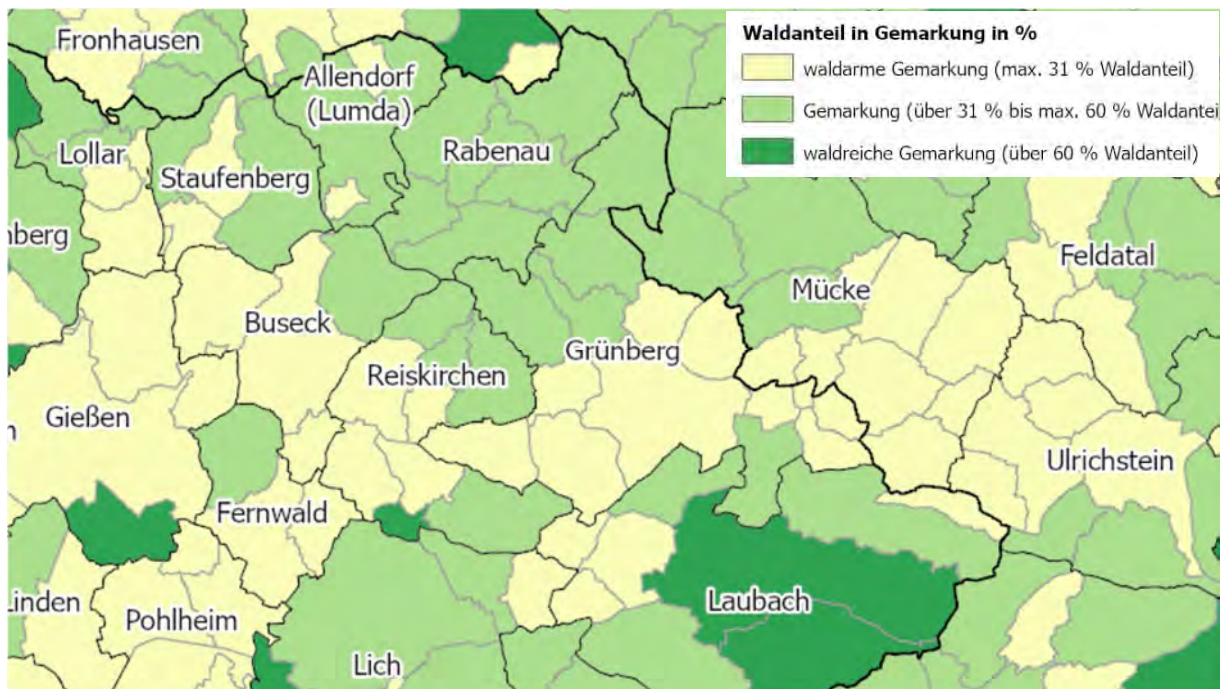 Waldanteil in Gemarkung in %
waldarme Gemarkung (max. 31 % Waldanteil)
Gemarkung (über 31 % bis max. 60 % Waldanteil
waldreiche Gemarkung (über 60 % Waldanteil)
Fronhausen
Allendorf
(Lumda)
Lollar
Rabenau
Staufenberg
nberg
Feldatal
Mücke
Buseck
Grünberg
Reiskirchen
Gießen
Ulrichstein
Fernwald
Linden
Pohlheim
Laubach
Lich